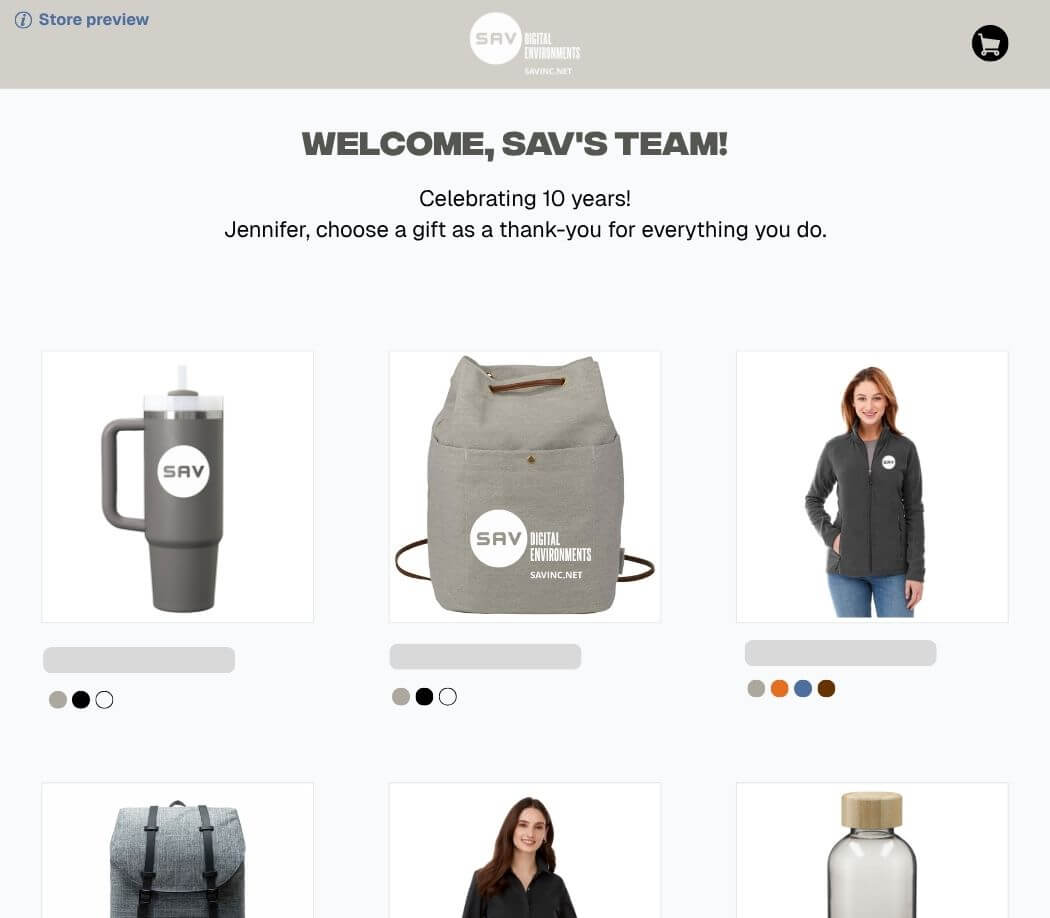 Store preview
SAV
DIGITAL
ENVIRONMENTS
SAVINC.NET
WELCOME, SAV'S TEAM!
Celebrating 10 years!
Jennifer, choose a gift as a thank-you for everything you do.
SAV
SAV
DIGITAL
ENVIRONMENTS
SAVINC.NET
SAV